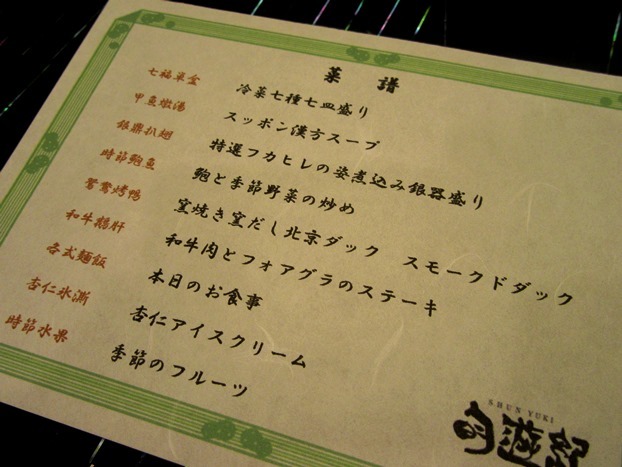 菜譜
七福單盒 冷菜七種七皿盛り
甲魚燉湯 スッポン漢方スープ
銀鼎扒翅 特選フカヒレの姿煮込み銀器盛り
時節鮑魚 鮑と季節野菜の炒め
鴛鴦烤鴨 窯焼き窯だし北京ダック スモークドダック
和牛鵝肝 和牛肉とフォアグラのステーキ
各式麵飯 本日のお食事
杏仁氷漸 杏仁アイスクリーム
時節水果 季節のフルーツ
SHUN YUKI
旬遊紀